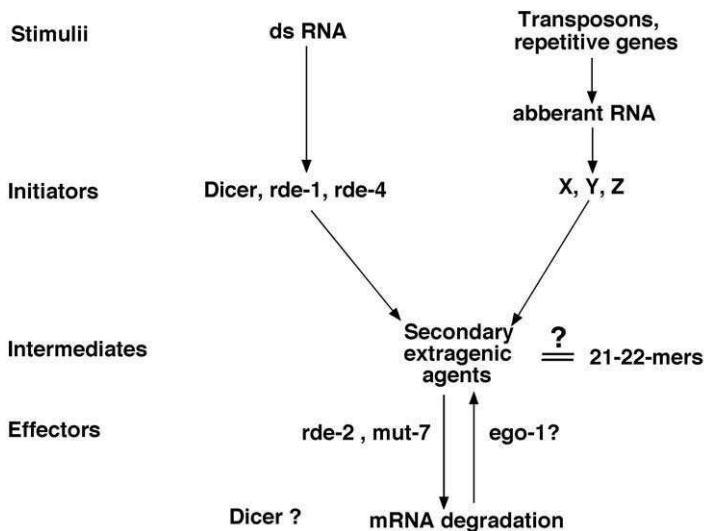 Stimulii
ds RNA
Transposons,
repetitive genes
abberant RNA
Initiators
Dicer, rde-1, rde-4
X, Y, Z
Intermediates
Secondary
extragenic
agents
?
21-22-mers
Effectors
rde-2 , mut-7
ego-1?
Dicer ?
mRNA degradation